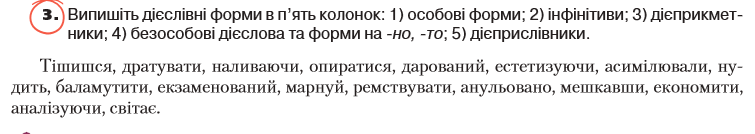 3. Випишіть дієслівні форми в п’ять колонок: 1) особові форми; 2) інфінітиви; 3) дієприкмет-
ники; 4) безособові дієслова та форми на -но, -то; 5) дієприслівники.
Тішишся, дратувати, наливаючи, опиратися, дарований, естетизуючи, асимілювали, ну-
дить, баламутити, екзаменований, марнуй, ремствувати, анульовано, мешкавши, економити,
аналізуючи, світає.